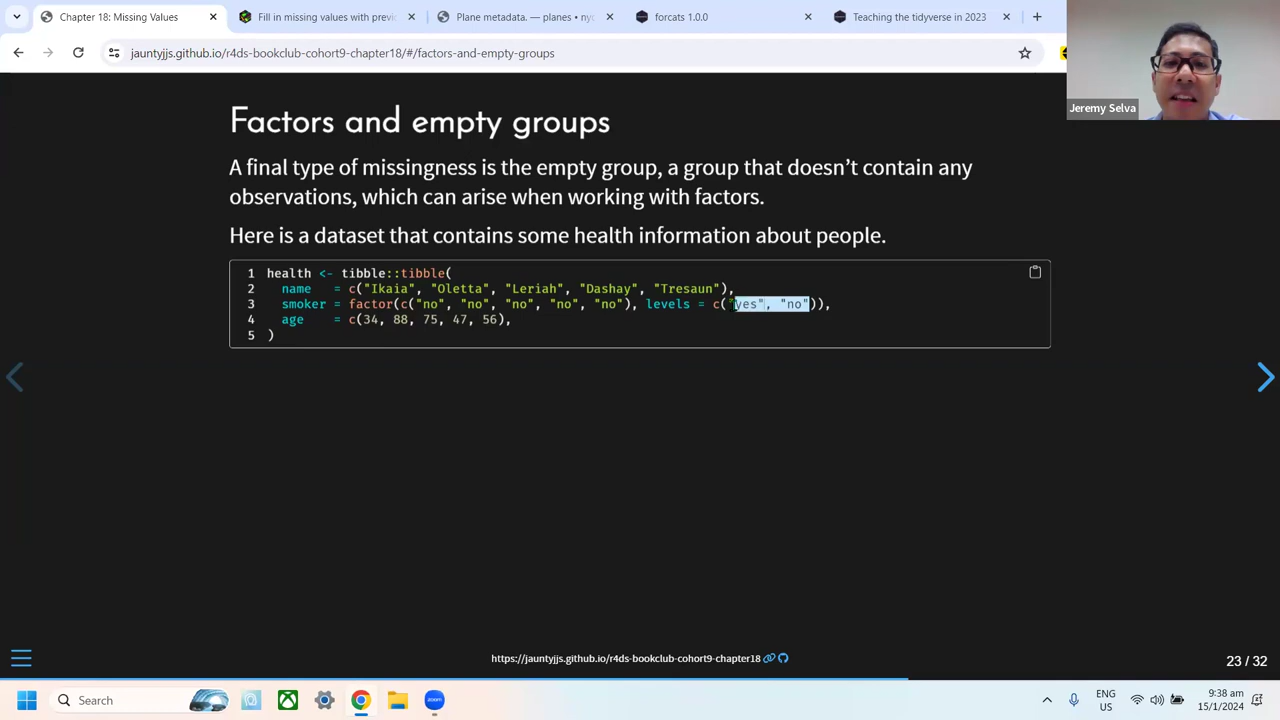 Chapter 18: Missing Values
Fill in missing values with previ
Plane metadata. — planes • nyc
forcats 1.0.0
Teaching the tidyverse in 2023
jauntyjjs.github.io/r4ds-bookclub-cohort9-chapter18/#/factors-and-empty-groups
Jeremy Selva
Factors and empty groups
A final type of missingness is the empty group, a group that doesn’t contain any
observations, which can arise when working with factors.
Here is a dataset that contains some health information about people.
1 health <- tibble::tibble(
2 name = c("Ikaia", "Oletta", "Leriah", "Dashay", "Tresaun"),
3 smoker = factor(c("no", "no", "no", "no", "no"), levels = c("yes", "no")),
4 age = c(34, 88, 75, 47, 56),
5 )
https://jauntyjjs.github.io/r4ds-bookclub-cohort9-chapter18
23 / 32
Search
zoom
ENG
US
9:38 am
15/1/2024